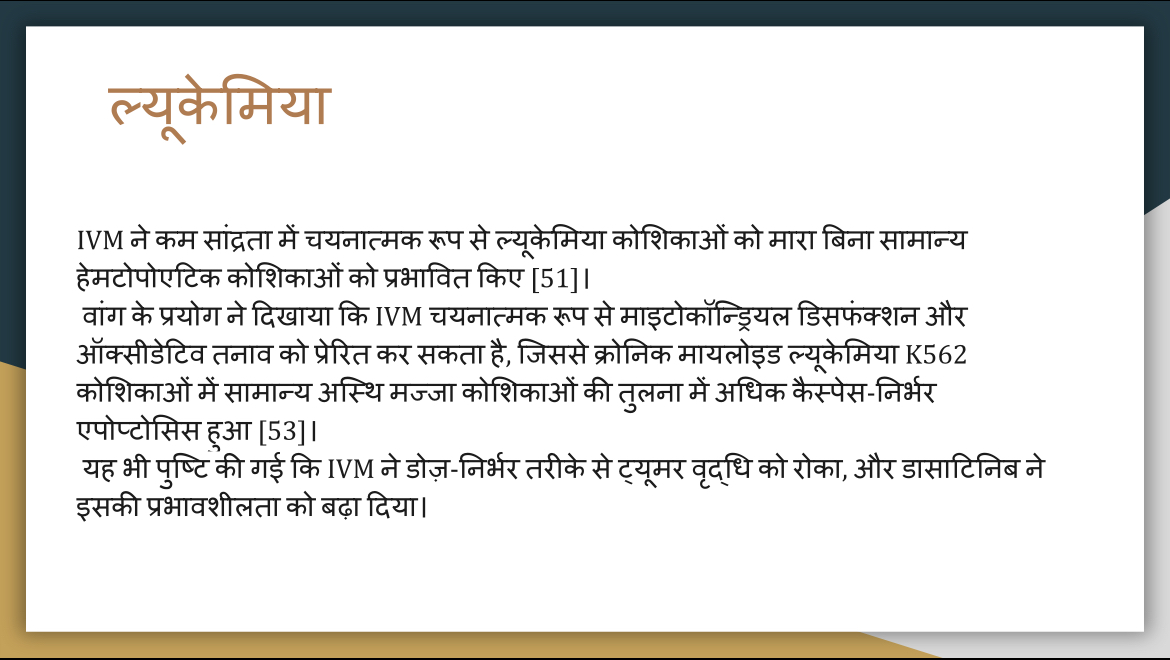 ल्यूकेमिया
IVM ने कम सांद्रता में चयनात्मक रूप से ल्यूकेमिया कोशिकाओं को मारा बिना सामान्य
हेमटोपोएटिक कोशिकाओं को प्रभावित किए [51]।
वांग के प्रयोग ने दिखाया कि IVM चयनात्मक रूप से माइटोकॉन्ड्रियल डिसफंक्शन और
ऑक्सीडेटिव तनाव को प्रेरित कर सकता है, जिससे क्रोनिक मायलोइड ल्यूकेमिया K562
कोशिकाओं में सामान्य अस्थि मज्जा कोशिकाओं की तुलना में अधिक कैस्पेस-निर्भर
एपोप्टोसिस हुआ [53]।
यह भी पुष्टि की गई कि IVM ने डोज़-निर्भर तरीके से ट्यूमर वृद्धि को रोका, और डासाटिनिब ने
इसकी प्रभावशीलता को बढ़ा दिया।